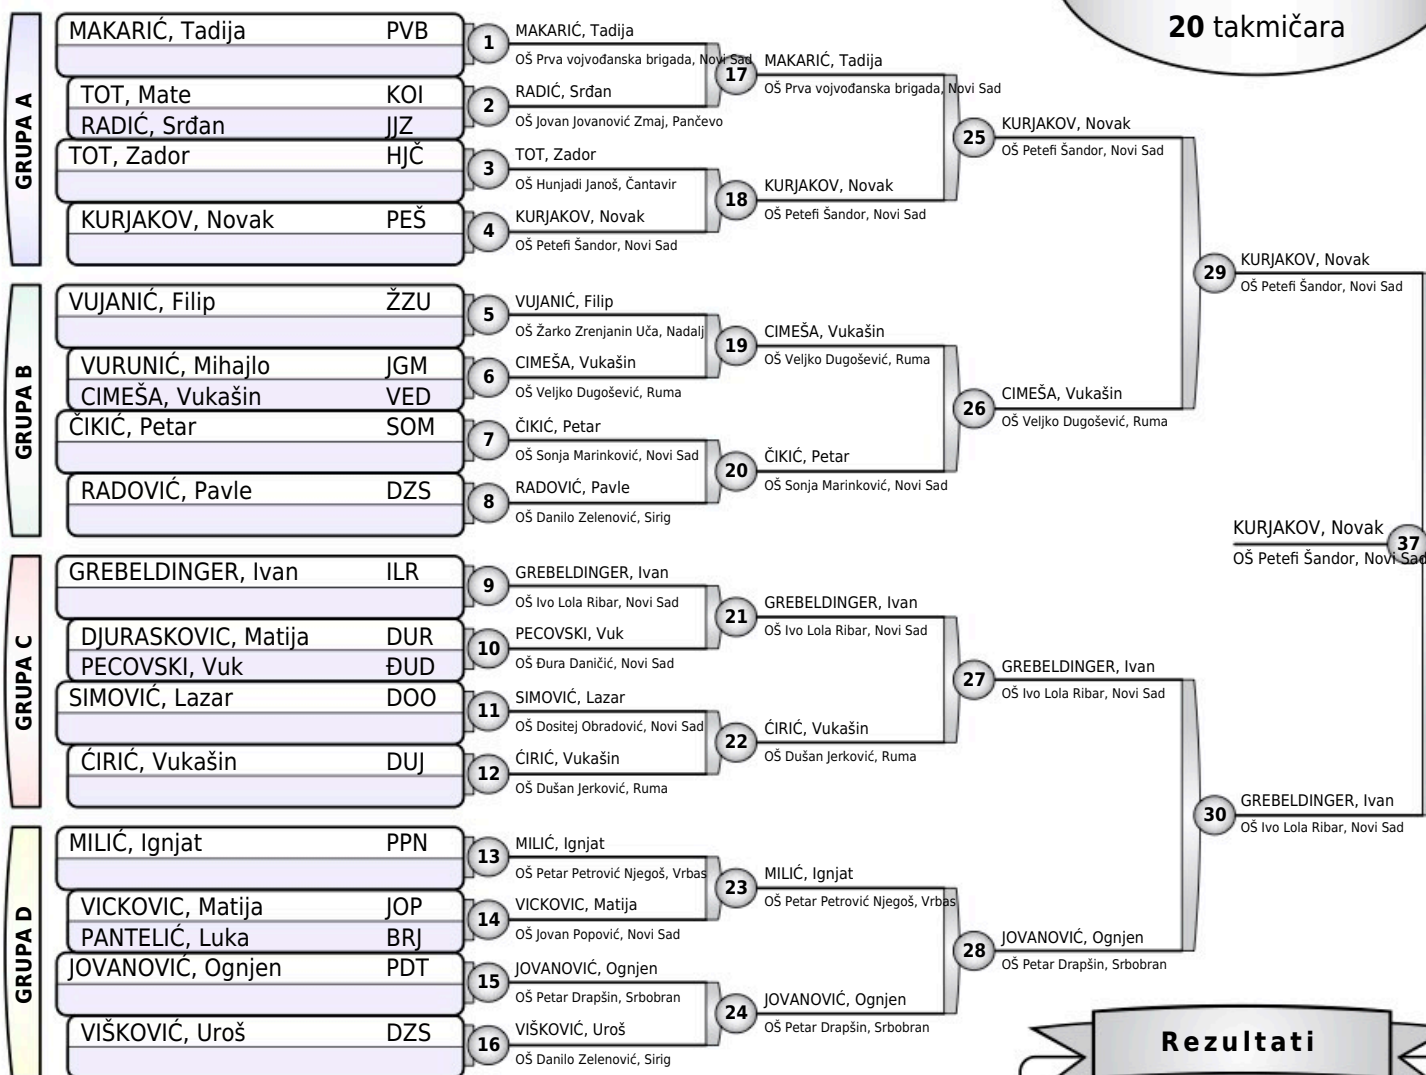 20 takmičara
GRUPA A
MAKARIĆ, Tadija PVB
TOT, Mate KOI
RADIĆ, Srđan JJZ
TOT, Zador HJČ
KURJAKOV, Novak PEŠ
GRUPA B
VUJANIĆ, Filip ŽZU
VURUNIĆ, Mihajlo JGM
CIMEŠA, Vukašin VED
ČIKIĆ, Petar SOM
RADOVIĆ, Pavle DZS
GRUPA C
GREBELDINGER, Ivan ILR
DJURASKOVIC, Matija DUR
PECOVSKI, Vuk ĐUD
SIMOVIĆ, Lazar DOO
ĆIRIĆ, Vukašin DUJ
GRUPA D
MILIĆ, Ignjat PPN
VICKOVIC, Matija JOP
PANTELIĆ, Luka BRJ
JOVANOVIĆ, Ognjen PDT
VIŠKOVIĆ, Uroš DZS
1 MAKARIĆ, Tadija
OŠ Prva vojvođanska brigada, Novi Sad
2 RADIĆ, Srđan
OŠ Jovan Jovanović Zmaj, Pančevo
3 TOT, Zador
OŠ Hunjadi Janoš, Čantavir
4 KURJAKOV, Novak
OŠ Petefi Šandor, Novi Sad
5 VUJANIĆ, Filip
OŠ Žarko Zrenjanin Uča, Nadalj
6 CIMEŠA, Vukašin
OŠ Veljko Dugošević, Ruma
7 ČIKIĆ, Petar
OŠ Sonja Marinković, Novi Sad
8 RADOVIĆ, Pavle
OŠ Danilo Zelenović, Sirig
9 GREBELDINGER, Ivan
OŠ Ivo Lola Ribar, Novi Sad
10 PECOVSKI, Vuk
OŠ Đura Daničić, Novi Sad
11 SIMOVIĆ, Lazar
OŠ Dositej Obradović, Novi Sad
12 ĆIRIĆ, Vukašin
OŠ Dušan Jerković, Ruma
13 MILIĆ, Ignjat
OŠ Petar Petrović Njegoš, Vrbas
14 VICKOVIC, Matija
OŠ Jovan Popović, Novi Sad
15 JOVANOVIĆ, Ognjen
OŠ Petar Drapšin, Srbobran
16 VIŠKOVIĆ, Uroš
OŠ Danilo Zelenović, Sirig
17 MAKARIĆ, Tadija
OŠ Prva vojvođanska brigada, Novi Sad
18 KURJAKOV, Novak
OŠ Petefi Šandor, Novi Sad
19 CIMEŠA, Vukašin
OŠ Veljko Dugošević, Ruma
20 ČIKIĆ, Petar
OŠ Sonja Marinković, Novi Sad
21 GREBELDINGER, Ivan
OŠ Ivo Lola Ribar, Novi Sad
22 ĆIRIĆ, Vukašin
OŠ Dušan Jerković, Ruma
23 MILIĆ, Ignjat
OŠ Petar Petrović Njegoš, Vrbas
24 JOVANOVIĆ, Ognjen
OŠ Petar Drapšin, Srbobran
25 KURJAKOV, Novak
OŠ Petefi Šandor, Novi Sad
26 CIMEŠA, Vukašin
OŠ Veljko Dugošević, Ruma
27 GREBELDINGER, Ivan
OŠ Ivo Lola Ribar, Novi Sad
28 JOVANOVIĆ, Ognjen
OŠ Petar Drapšin, Srbobran
29 KURJAKOV, Novak
OŠ Petefi Šandor, Novi Sad
30 GREBELDINGER, Ivan
OŠ Ivo Lola Ribar, Novi Sad
KURJAKOV, Novak 37
OŠ Petefi Šandor, Novi Sad
Rezultati